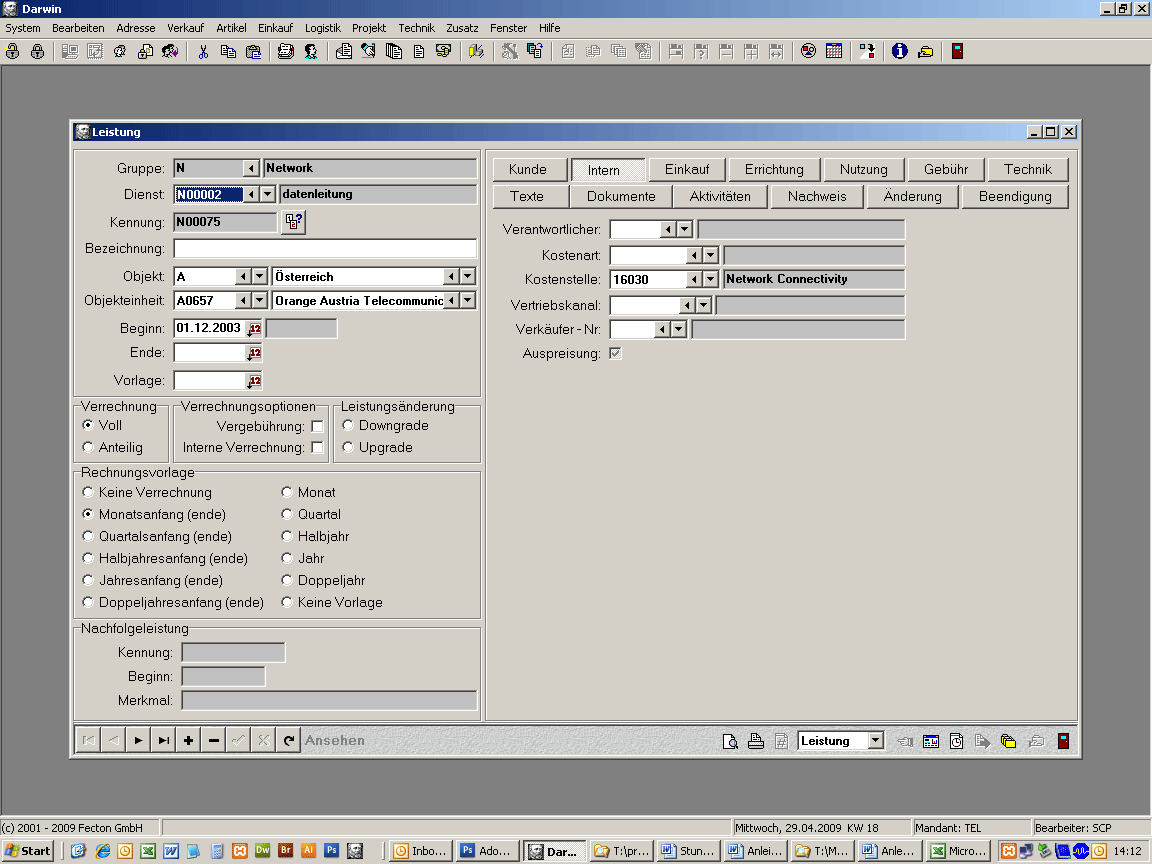 Darwin
System Bearbeiten Adresse Verkauf Artikel Einkauf Logistik Projekt Technik Zusatz Fenster Hilfe
Leistung
Gruppe: N Network
Dienst: N00002 datenleitung
Kennung: N00075
Bezeichnung:
Objekt: A Österreich
Objekteinheit: A0657 Orange Austria Telecommunic
Beginn: 01.12.2003
Ende:
Vorlage:
Verrechnung
Voll
Anteilig
Verrechnungsoptionen
Vergebührung:
Interne Verrechnung:
Leistungsänderung
Downgrade
Upgrade
Rechnungsvorlage
Keine Verrechnung Monat
Monatsanfang (ende) Quartal
Quartalsanfang (ende) Halbjahr
Halbjahresanfang (ende) Jahr
Jahresanfang (ende) Doppeljahr
Doppeljahresanfang (ende) Keine Vorlage
Nachfolgeleistung
Kennung:
Beginn:
Merkmal:
Kunde Intern Einkauf Errichtung Nutzung Gebühr Technik
Texte Dokumente Aktivitäten Nachweis Änderung Beendigung
Verantwortlicher:
Kostenart:
Kostenstelle: 16030 Network Connectivity
Vertriebskanal:
Verkäufer - Nr:
Auspreisung:
Ansehen
Leistung
(c) 2001 - 2009 Fecton GmbH Mittwoch, 29.04.2009 KW 18 Mandant: TEL Bearbeiter: SCP
Start Inbo... Ado... Dar... T:\pr... Stun... Anlei... T:\M... Anle... Micro... 14:12